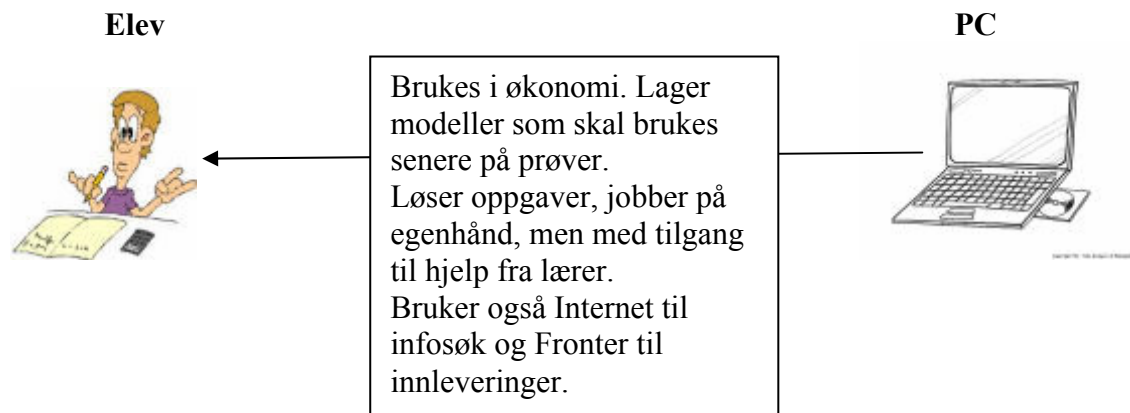 Elev
PC
Brukes i økonomi. Lager
modeller som skal brukes
senere på prøver.
Løser oppgaver, jobber på
egenhånd, men med tilgang
til hjelp fra lærer.
Bruker også Internet til
infosøk og Fronter til
innleveringer.